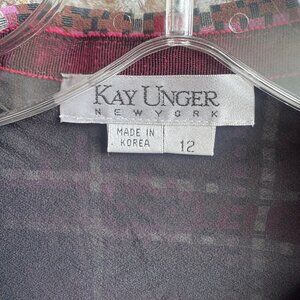 KAY UNGER
NEW YORK
MADE IN
KOREA
12